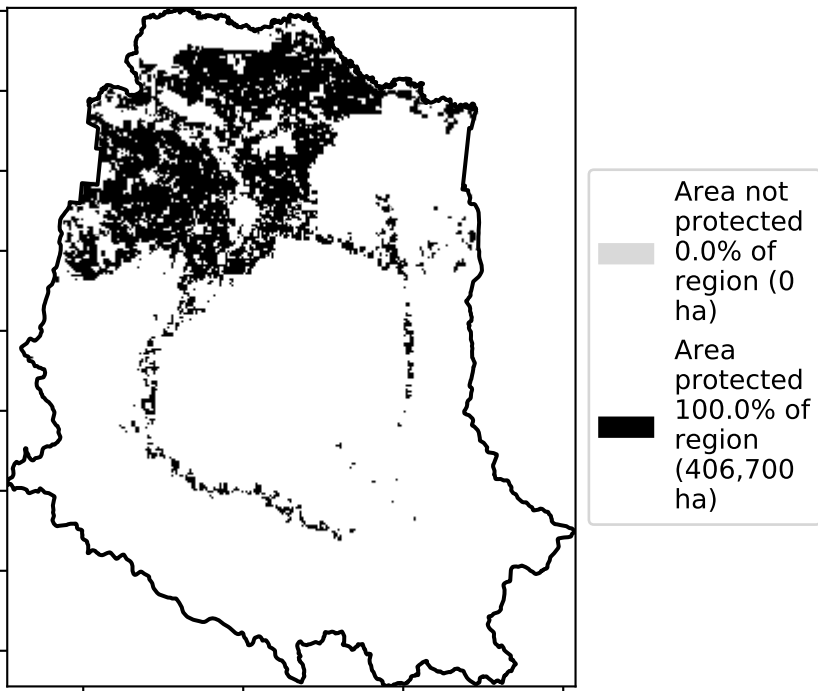 Area not
protected
0.0% of
region (0
ha)
Area
protected
100.0% of
region
(406,700
ha)